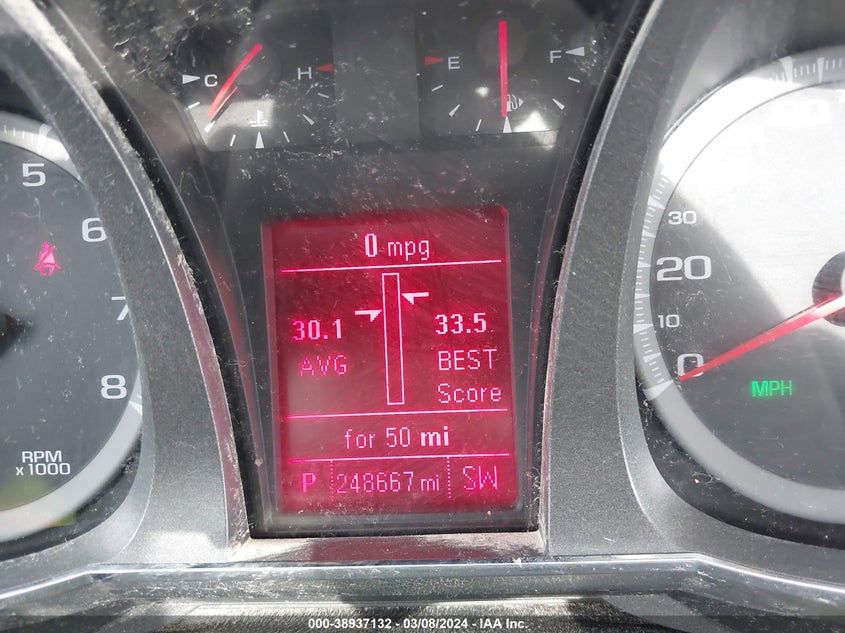 C H
E F
5
6
7
8
RPM
x 1000
0 mpg
30.1
AVG
33.5
BEST
Score
for 50 mi
P 248667 mi SW
30
20
10
0
MPH
000-38937132 - 03/08/2024 - IAA Inc.